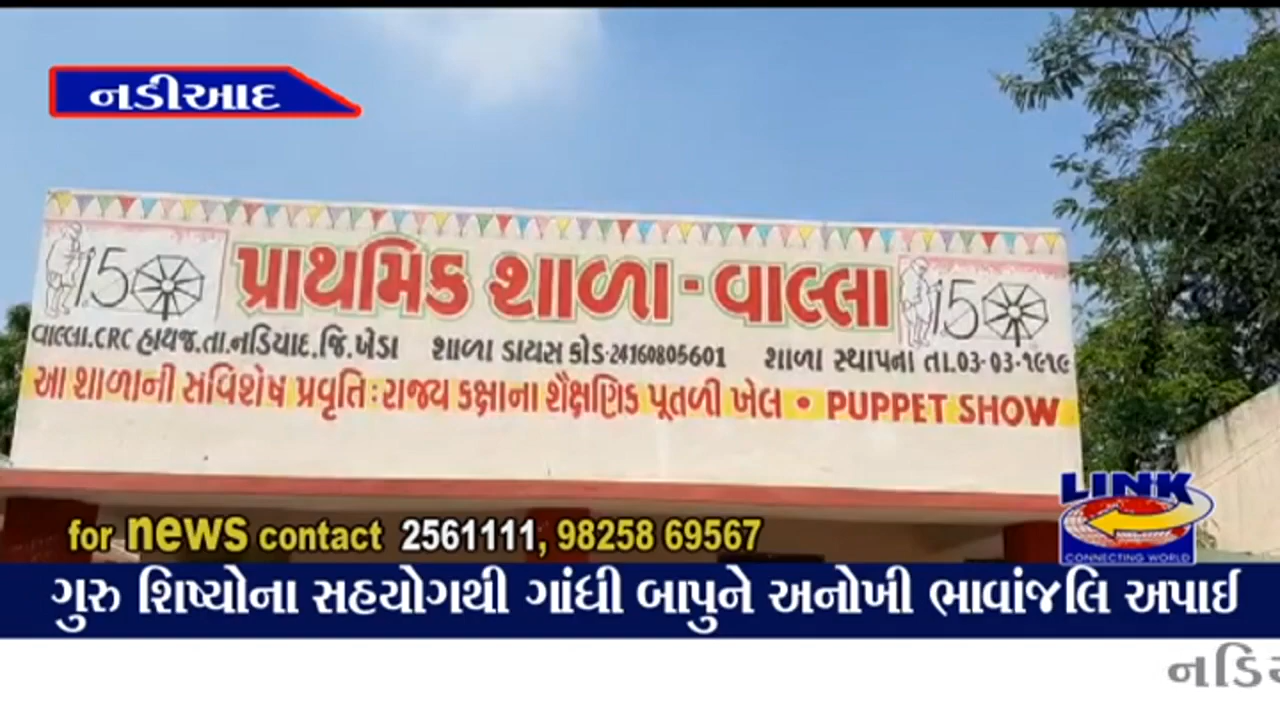 નડીઆદ
150 પ્રાથમિક શાળા - વાલ્લા 150
વાલ્લા.CRC હાથજ.તા.નડિયાદ.જિ.ખેડા શાળા ડાયસ કોડ-24160805601 શાળા સ્થાપના તા.03-03-૧૯૧૯
આ શાળાની સવિશેષ પ્રવૃતિ : રાજ્ય કક્ષાના શૈક્ષણિક પૂતળી ખેલ • PUPPET SHOW
for news contact 2561111, 98258 69567
LINK
CONNECTING WORLD
ગુરુ શિષ્યોના સહયોગથી ગાંધી બાપુને અનોખી ભાવાંજલિ અપાઈ